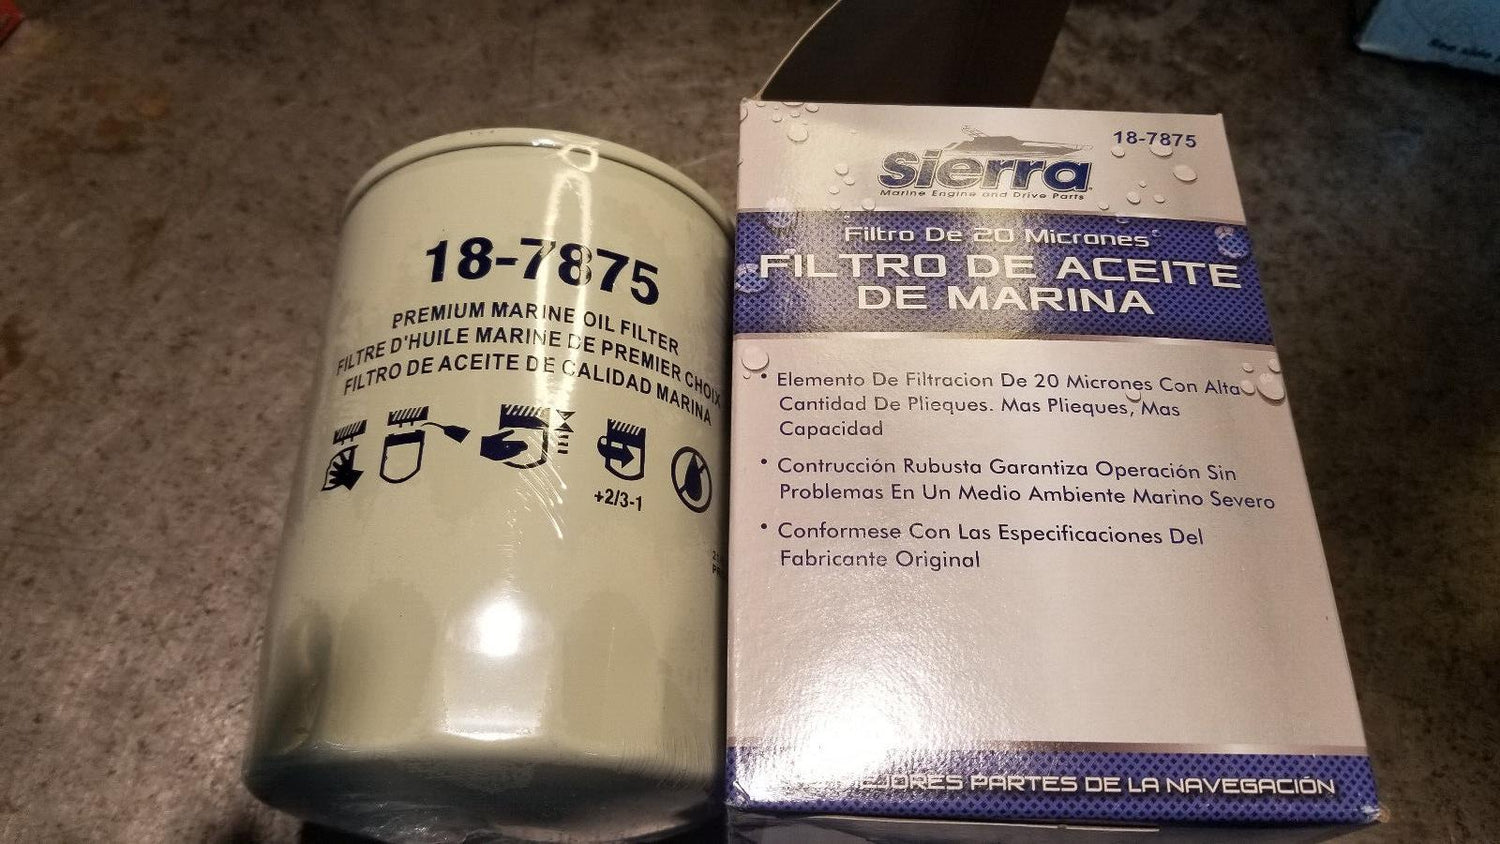 18-7875
PREMIUM MARINE OIL FILTER
FILTRE D'HUILE MARINE DE PREMIER CHOIX
FILTRO DE ACEITE DE CALIDAD MARINA
+2/3-1
18-7875
Sierra
Marine Engine and Drive Parts
Filtro De 20 Micrones
FILTRO DE ACEITE
DE MARINA
• Elemento De Filtracion De 20 Micrones Con Alta
Cantidad De Plieques. Mas Plieques, Mas
Capacidad
• Contrucción Rubusta Garantiza Operación Sin
Problemas En Un Medio Ambiente Marino Severo
• Conformese Con Las Especificaciones Del
Fabricante Original
PARTES DE LA NAVEGACIÓN